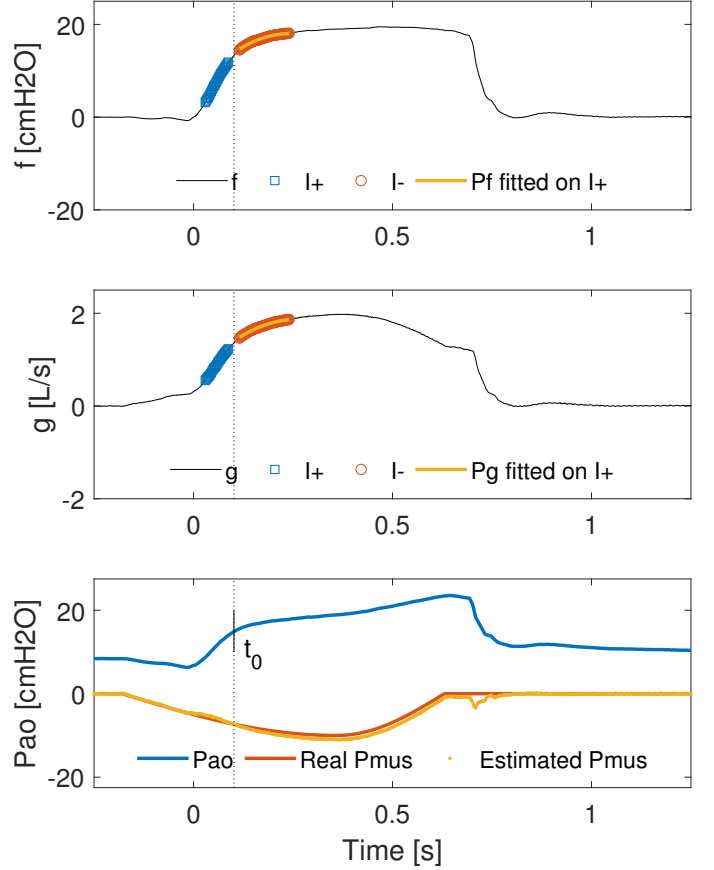 f [cmH2O]
20
0
-20
f I+ I- Pf fitted on I+
0 0.5 1
g [L/s]
2
0
-2
g I+ I- Pg fitted on I+
0 0.5 1
Pao [cmH2O]
20
0
-20
t0
Pao Real Pmus Estimated Pmus
0 0.5 1
Time [s]